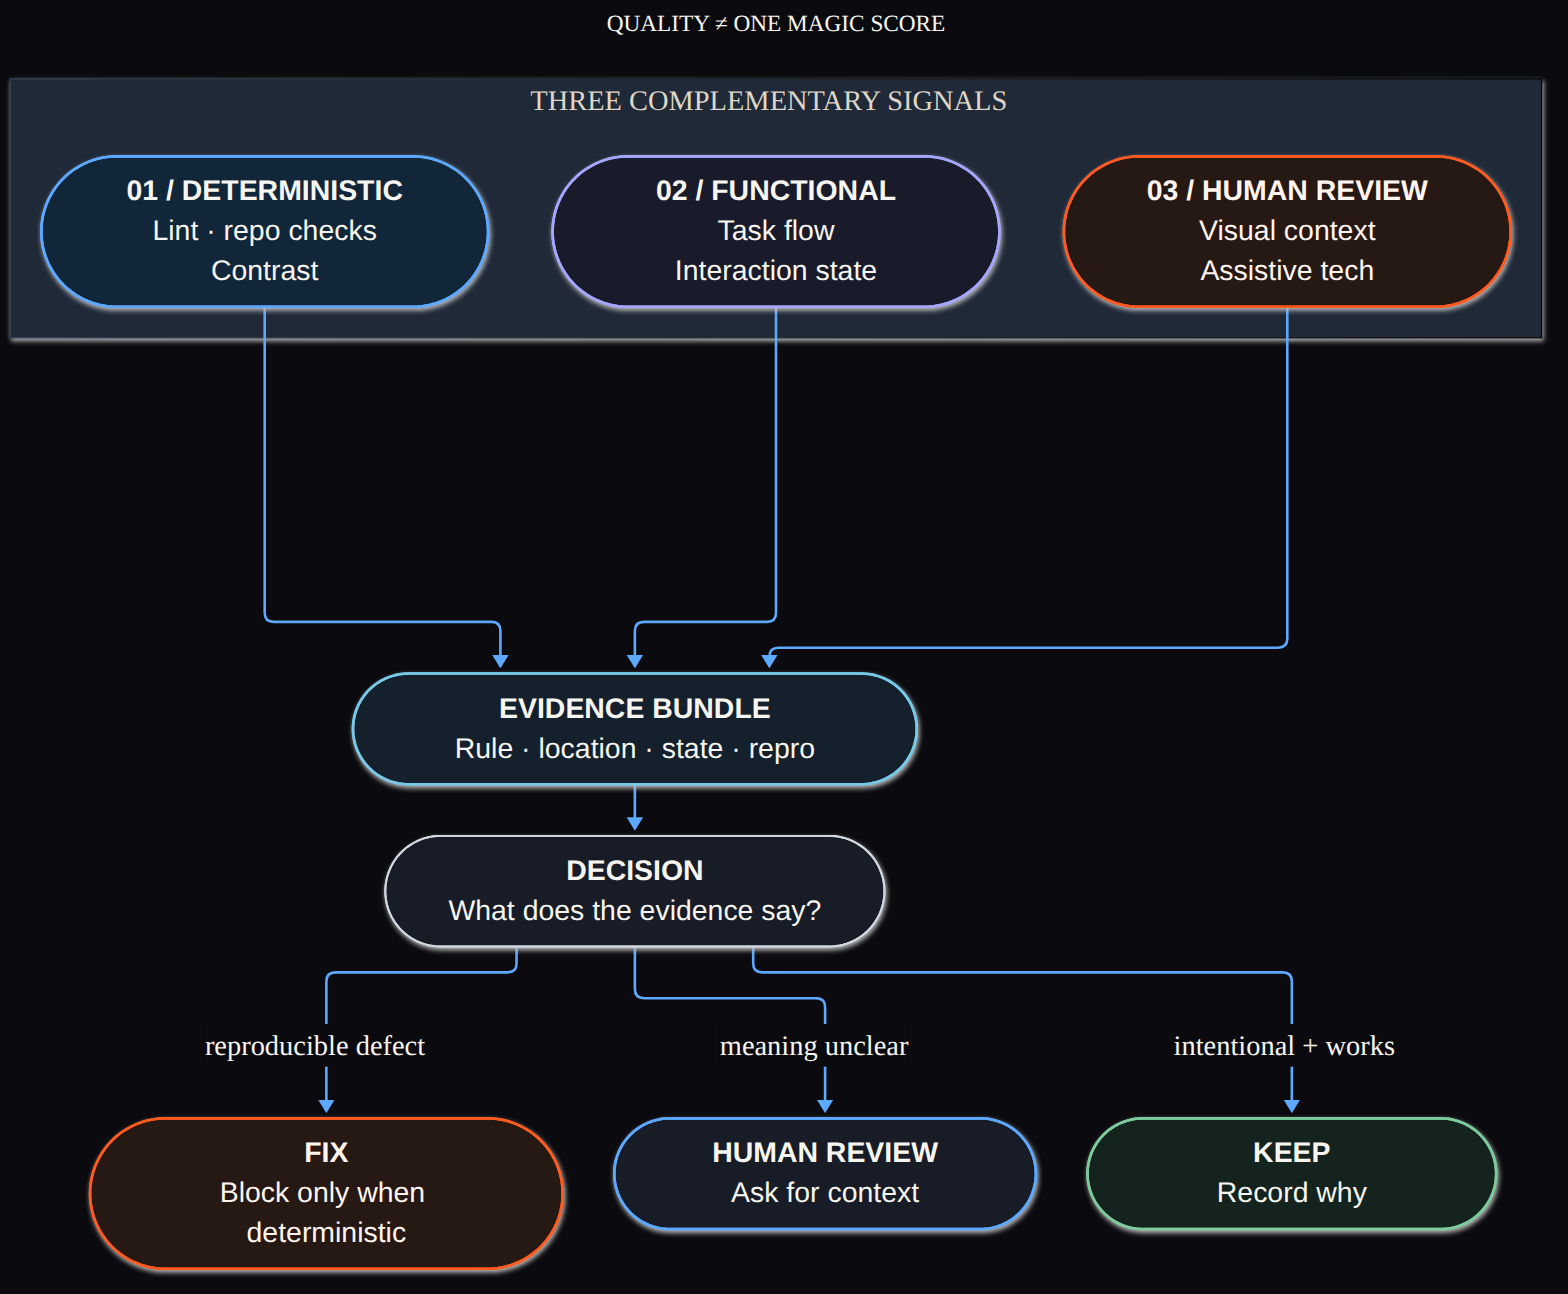 QUALITY ≠ ONE MAGIC SCORE
THREE COMPLEMENTARY SIGNALS
01 / DETERMINISTIC
Lint · repo checks
Contrast
02 / FUNCTIONAL
Task flow
Interaction state
03 / HUMAN REVIEW
Visual context
Assistive tech
EVIDENCE BUNDLE
Rule · location · state · repro
DECISION
What does the evidence say?
reproducible defect
meaning unclear
intentional + works
FIX
Block only when
deterministic
HUMAN REVIEW
Ask for context
KEEP
Record why